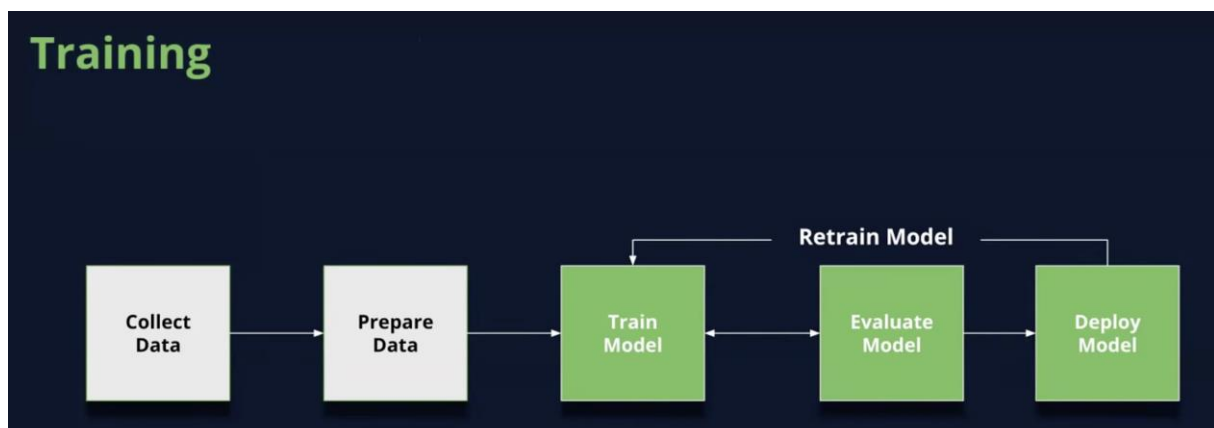 Training
Retrain Model
Collect
Data
Prepare
Data
Train
Model
Evaluate
Model
Deploy
Model